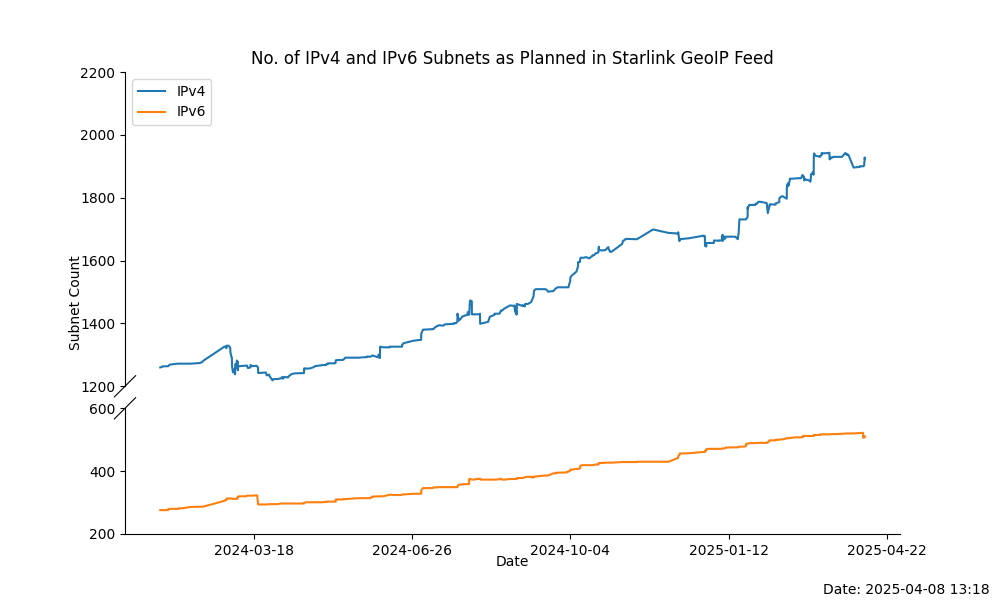 No. of IPv4 and IPv6 Subnets as Planned in Starlink GeoIP Feed
IPv4
IPv6
2200
2000
1800
1600
1400
1200
600
400
200
Subnet Count
2024-03-18
2024-06-26
2024-10-04
2025-01-12
2025-04-22
Date
Date: 2025-04-08 13:18